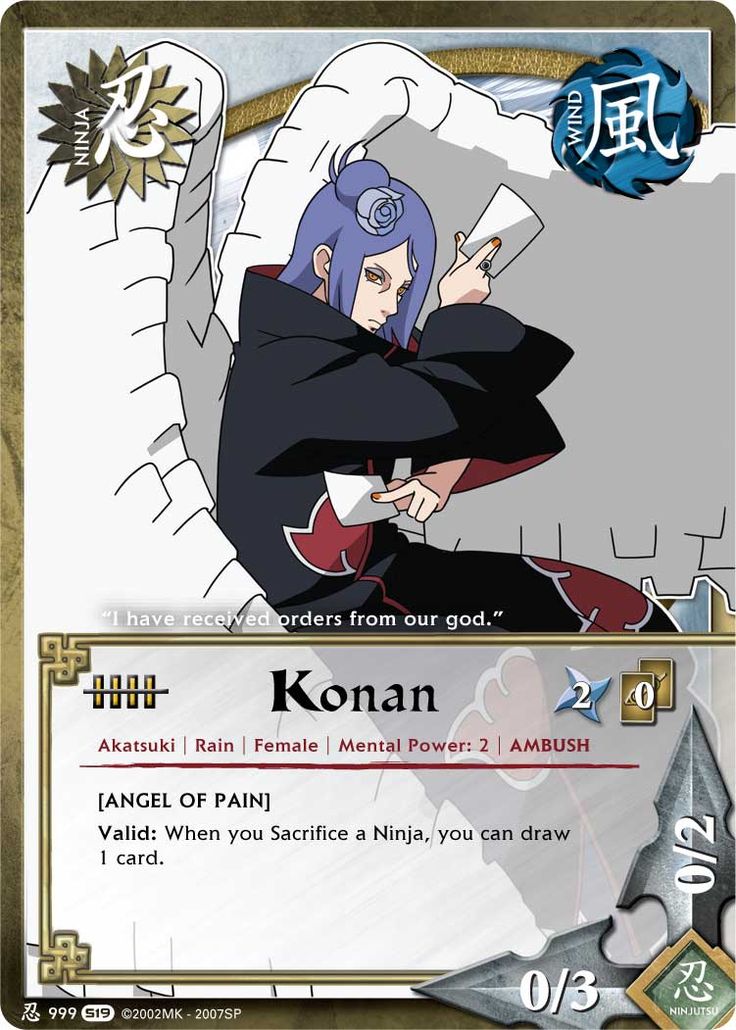 NINJA
忍
WIND
風
“I have received orders from our god.”
Konan
2
0
Akatsuki | Rain | Female | Mental Power: 2 | AMBUSH
[ANGEL OF PAIN]
Valid: When you Sacrifice a Ninja, you can draw
1 card.
0/2
0/3
忍
NINJUTSU
忍 999 S19 ©2002MK - 2007SP